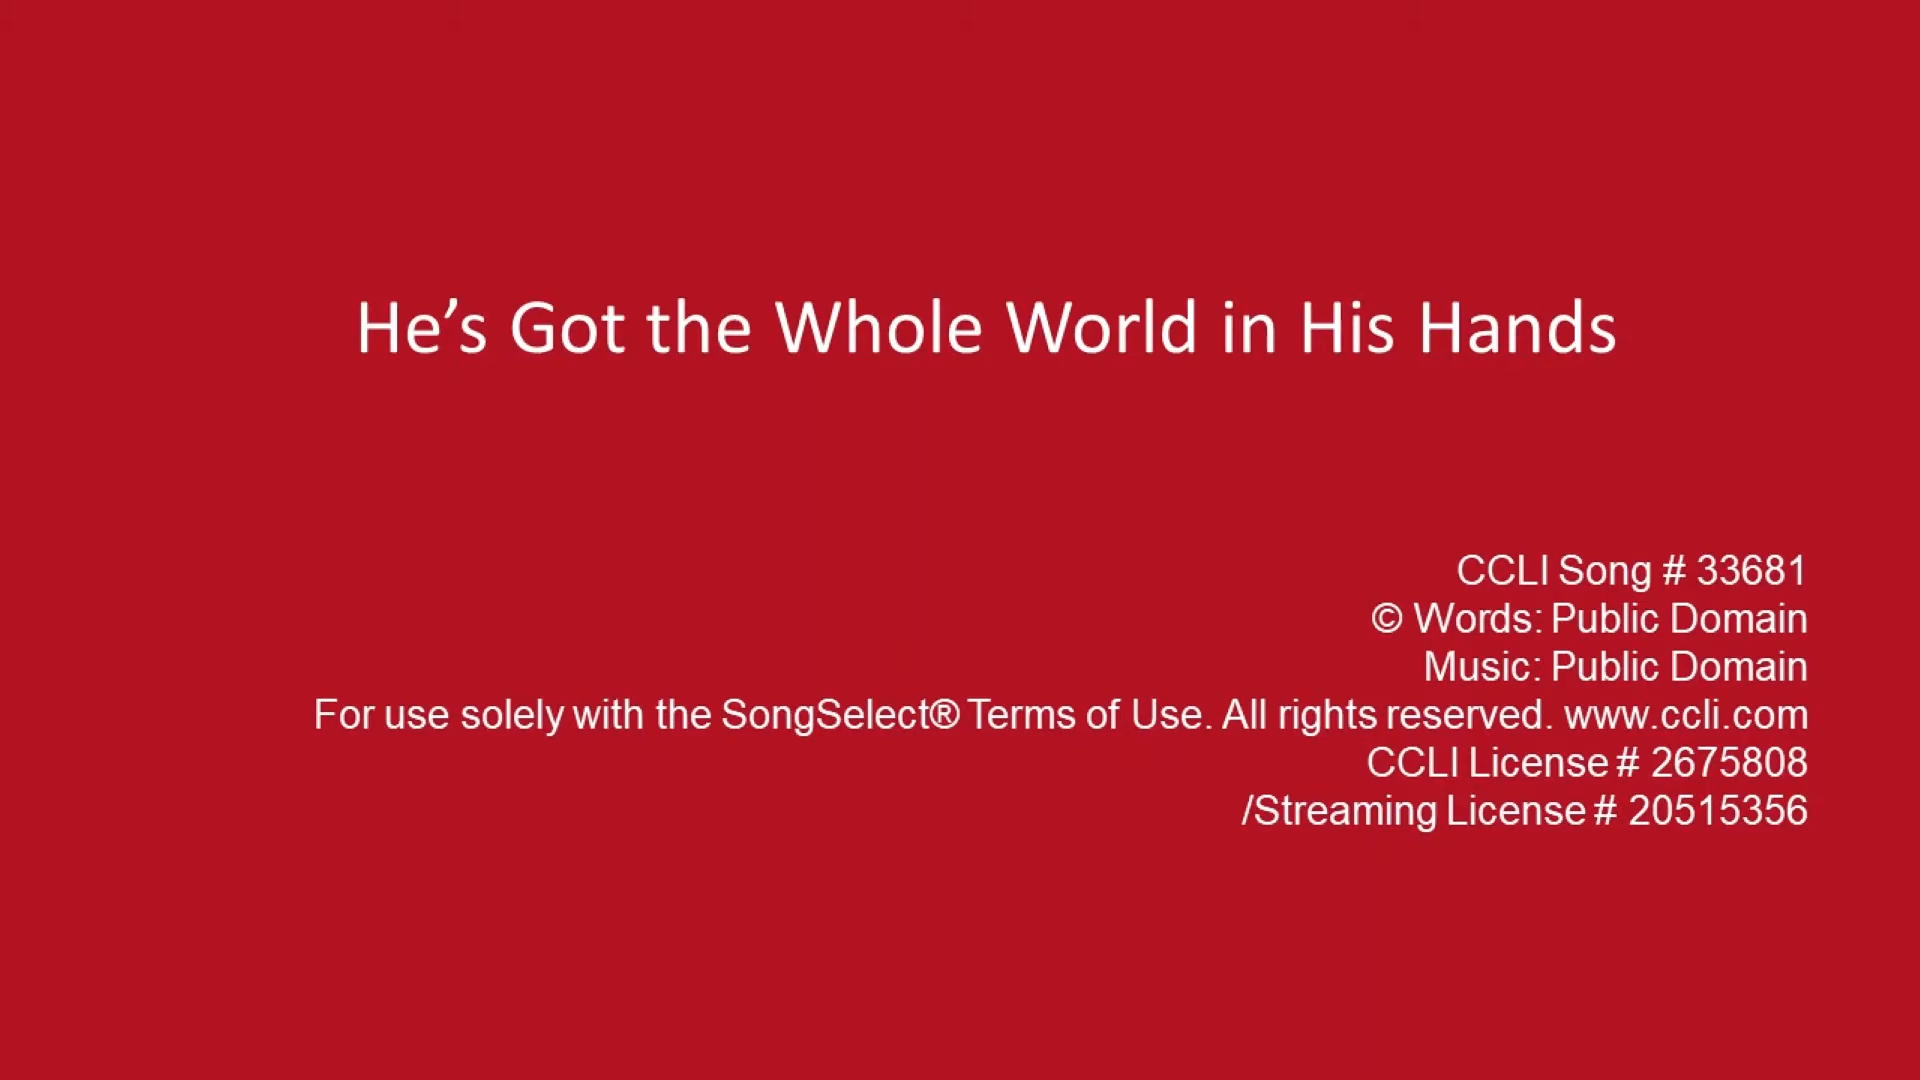 He’s Got the Whole World in His Hands
CCLI Song # 33681
© Words: Public Domain
Music: Public Domain
For use solely with the SongSelect® Terms of Use. All rights reserved. www.ccli.com
CCLI License # 2675808
/Streaming License # 20515356